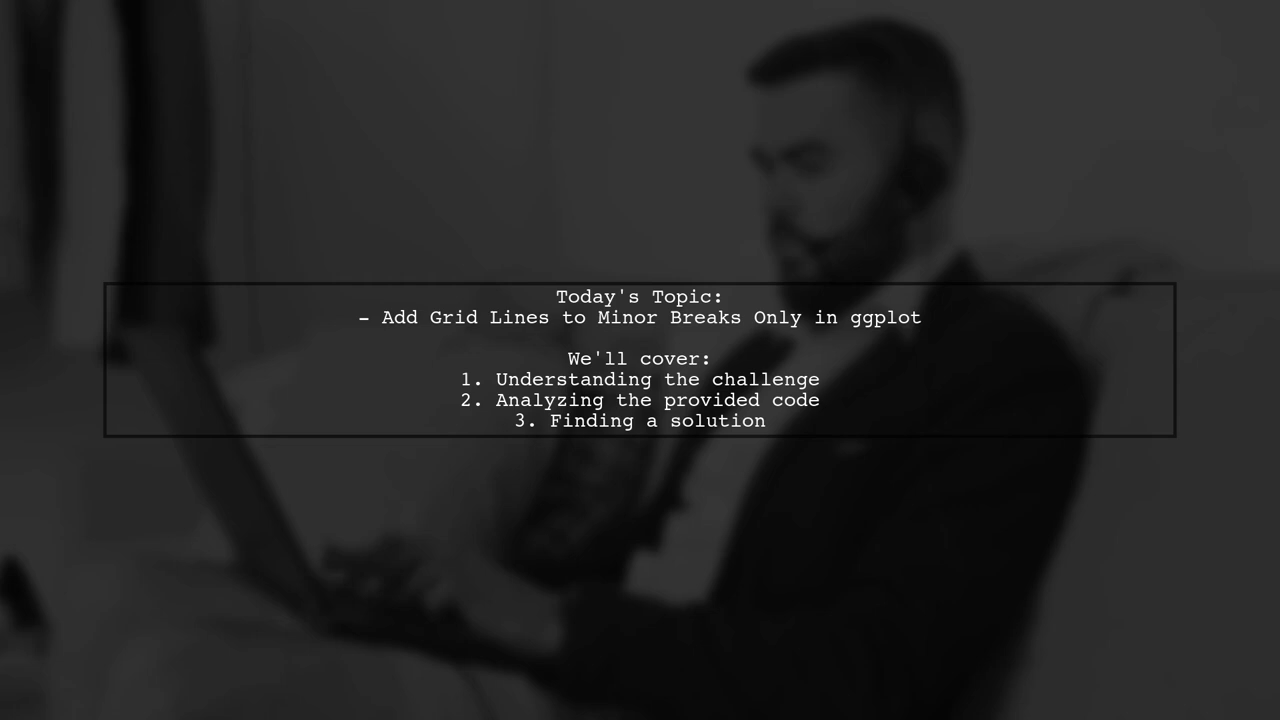 Today's Topic:
- Add Grid Lines to Minor Breaks Only in ggplot
We'll cover:
1. Understanding the challenge
2. Analyzing the provided code
3. Finding a solution